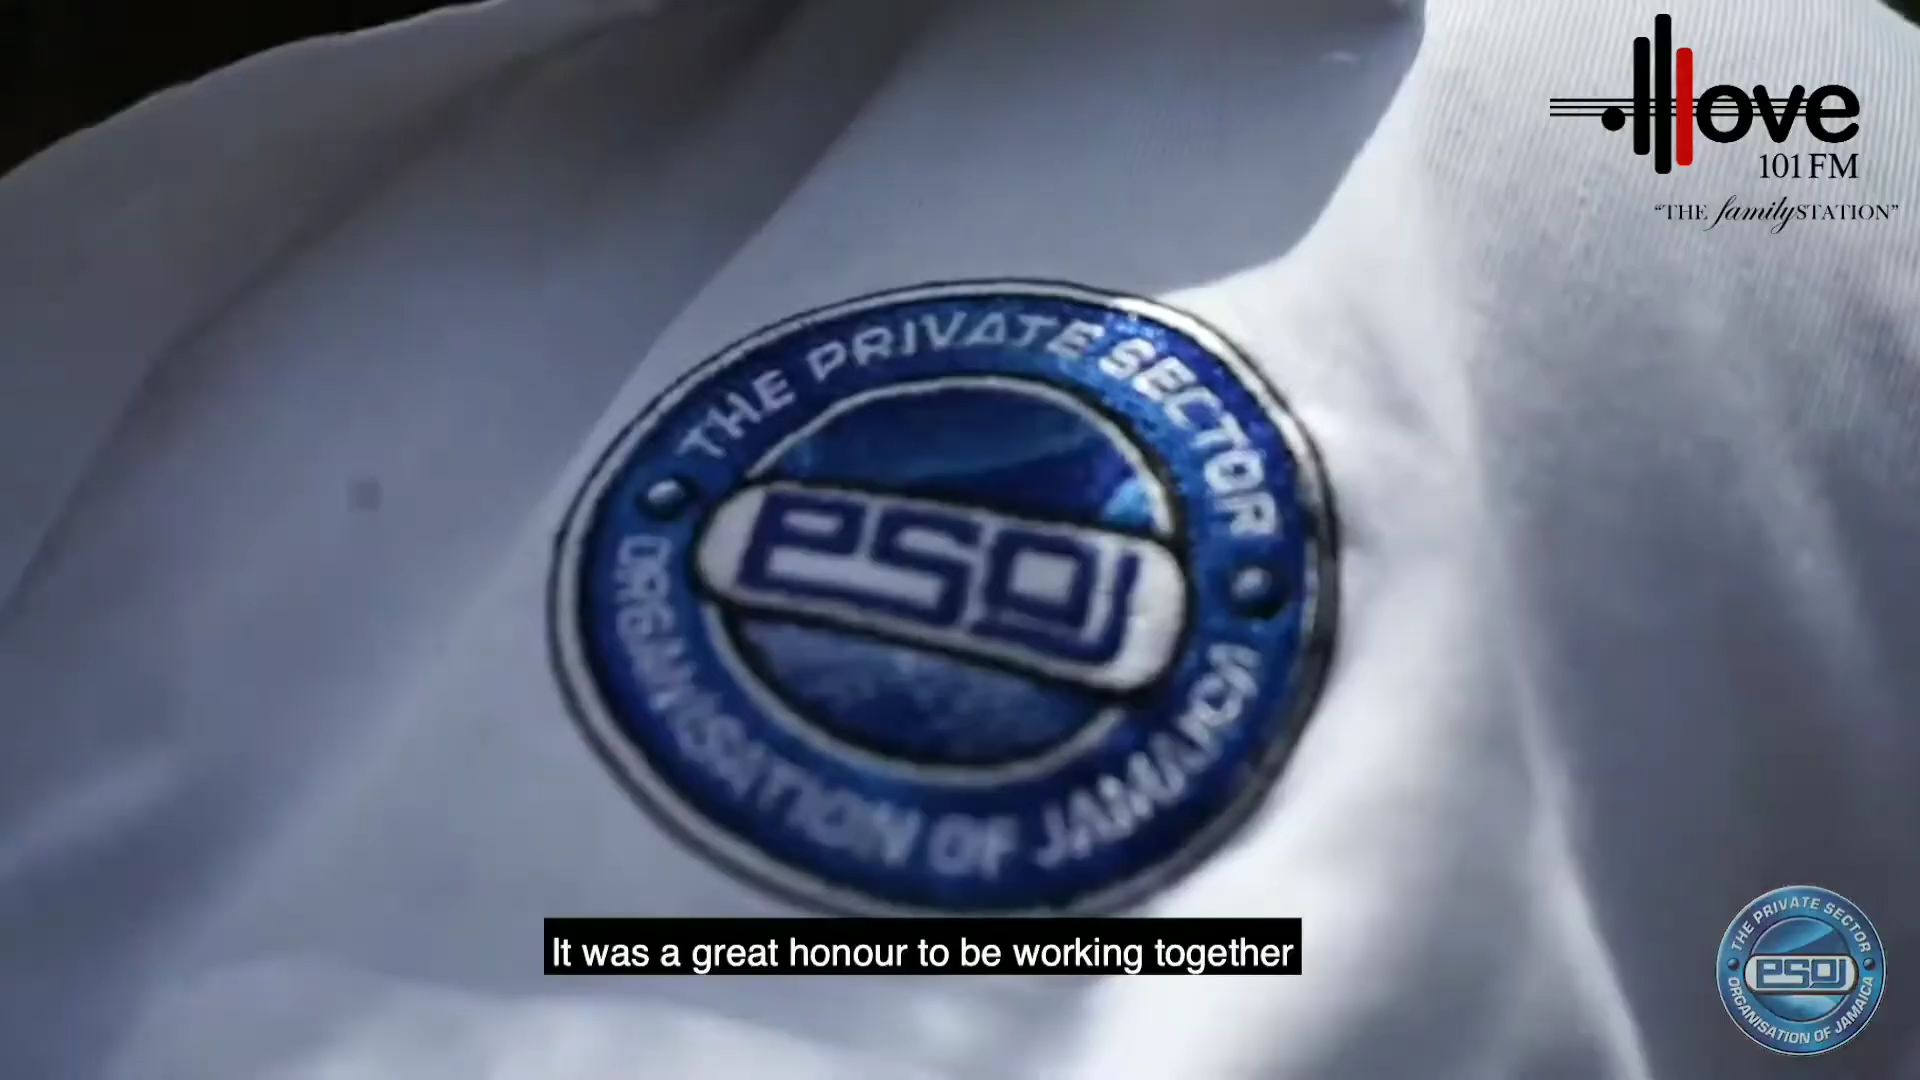 love
101 FM
“THE family STATION”
THE PRIVATE SECTOR
PSOJ
ORGANISATION OF JAMAICA
It was a great honour to be working together
THE PRIVATE SECTOR
PSOJ
ORGANISATION OF JAMAICA